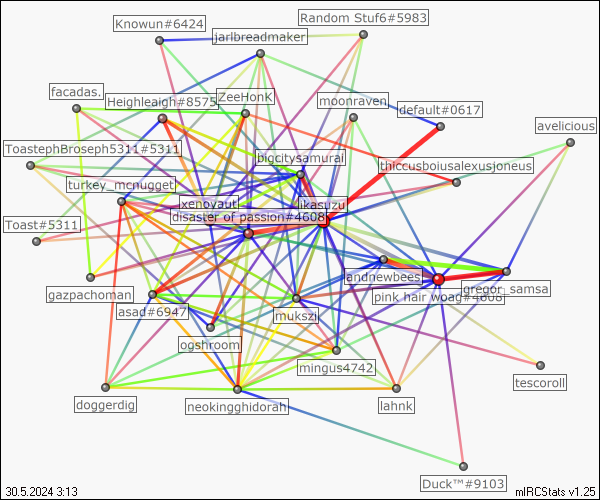 Random Stuf6#5983
Knowun#6424
jarlbreadmaker
facadas.
ZeeHonK
Heighleaigh#8575
moonraven
default#0617
avelicious
ToastephBroseph5311#5311
bigcitysamurai
thiccusboiusalexusjoneus
turkey_mcnugget
xenovaut
likasuzu
disaster of passion#4608
Toast#5311
landnewbees
gregor_samsa
pink hair woag#4608
gazpachoman
asad#6947
mukszi
ogshroom
mingus4742
tescoroll
doggerdig
neokingghidorah
lahnk
Duck™#9103
30.5.2024 3:13
mIRCStats v1.25